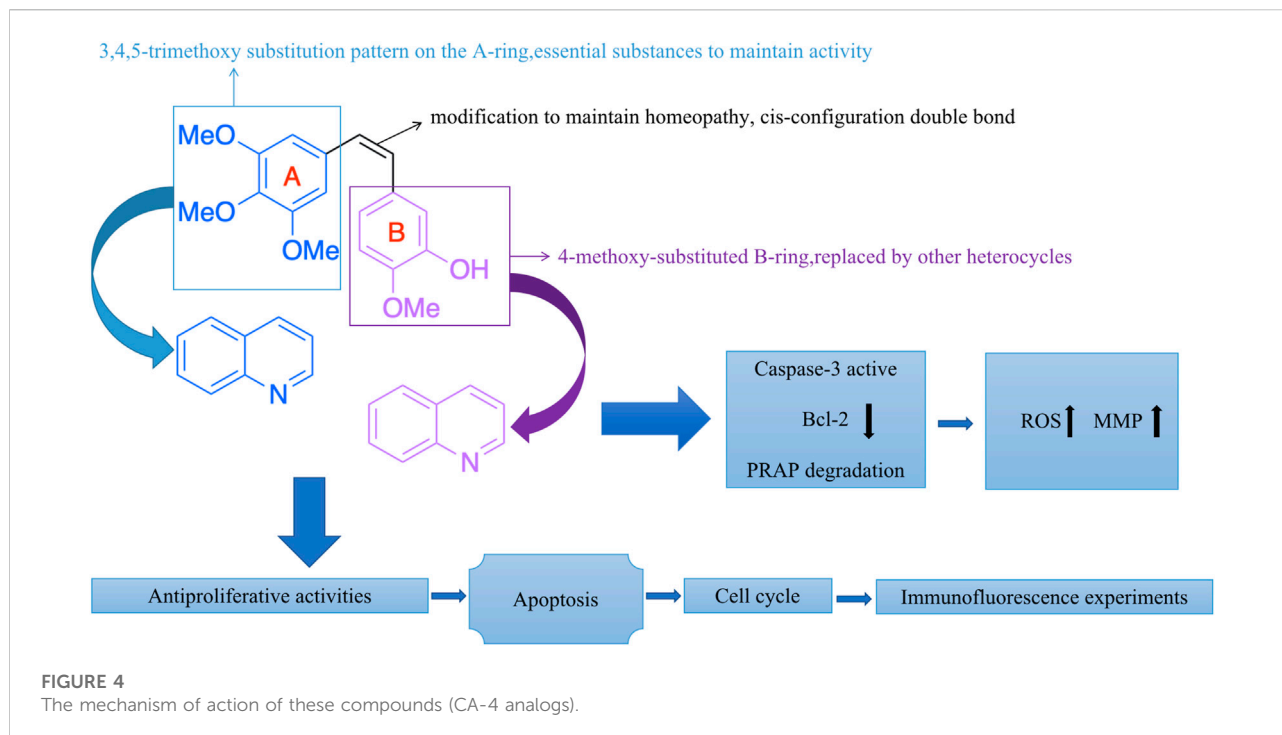 3,4,5-trimethoxy substitution pattern on the A-ring,essential substances to maintain activity
modification to maintain homeopathy, cis-configuration double bond
MeO
A
MeO
OMe
B
OH
OMe
4-methoxy-substituted B-ring,replaced by other heterocycles
N
N
Caspase-3 active
Bcl-2
PRAP degradation
ROS MMP
Antiproliferative activities
Apoptosis
Cell cycle
Immunofluorescence experiments
FIGURE 4
The mechanism of action of these compounds (CA-4 analogs).